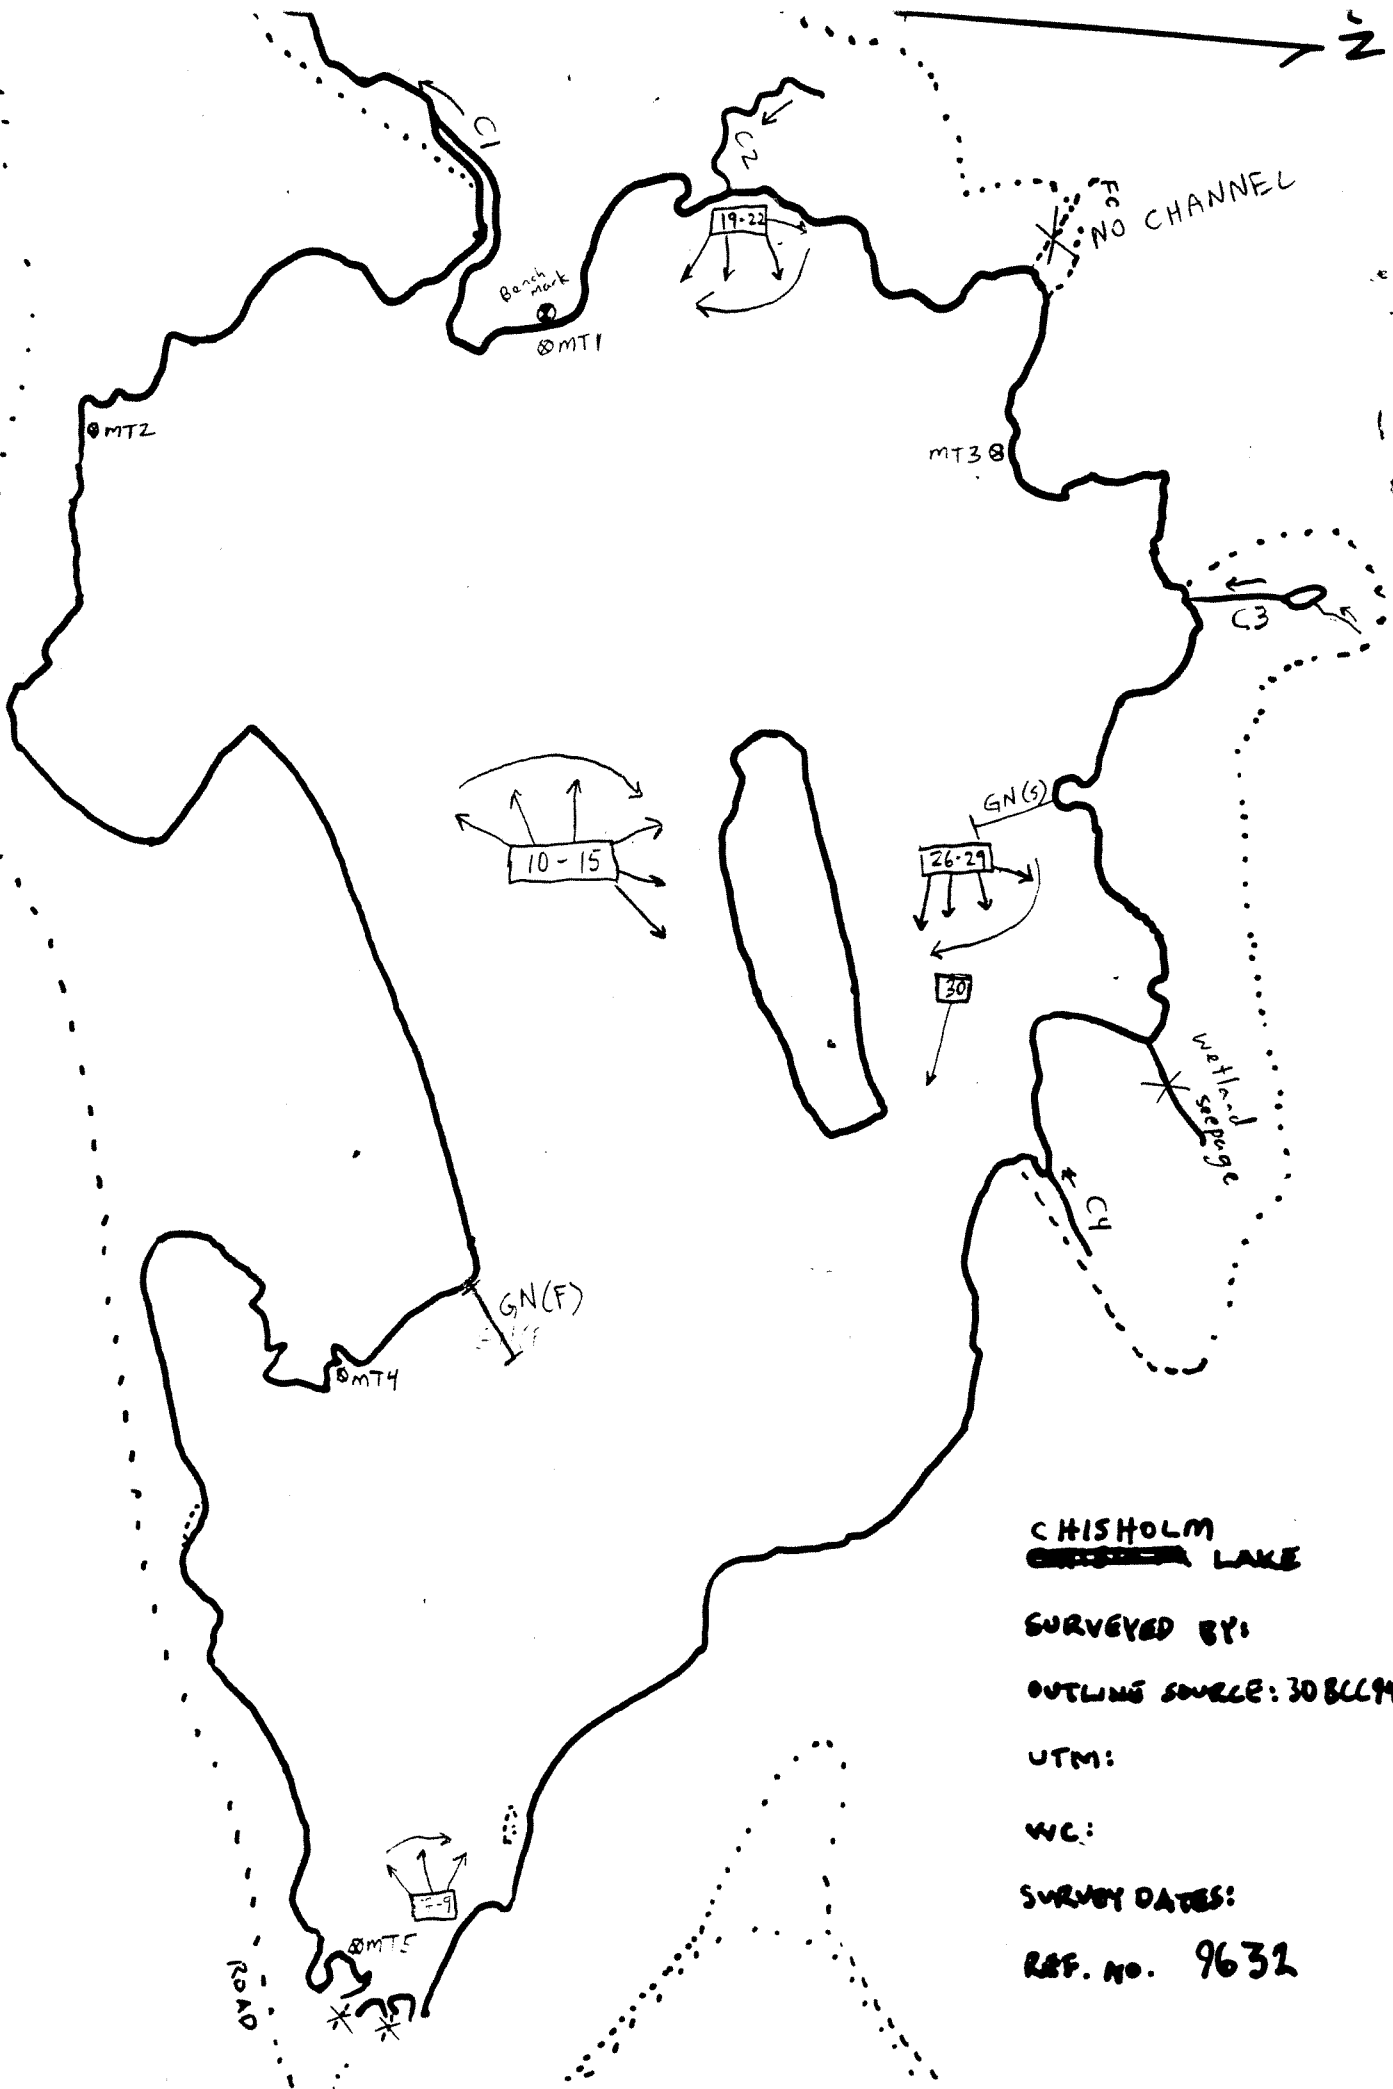 N
C1
C2
Fc
NO CHANNEL
19-22
Bench
mark
MT1
MT2
MT3
C3
GN(S)
10-15
26-29
30
wetland
seepage
C4
GN(F)
MT4
CHISHOLM
LAKE
SURVEYED BY:
OUTLINE SOURCE: 30BCC94
UTM:
WC:
SURVEY DATES:
MT5
ROAD
REF. NO. 9632